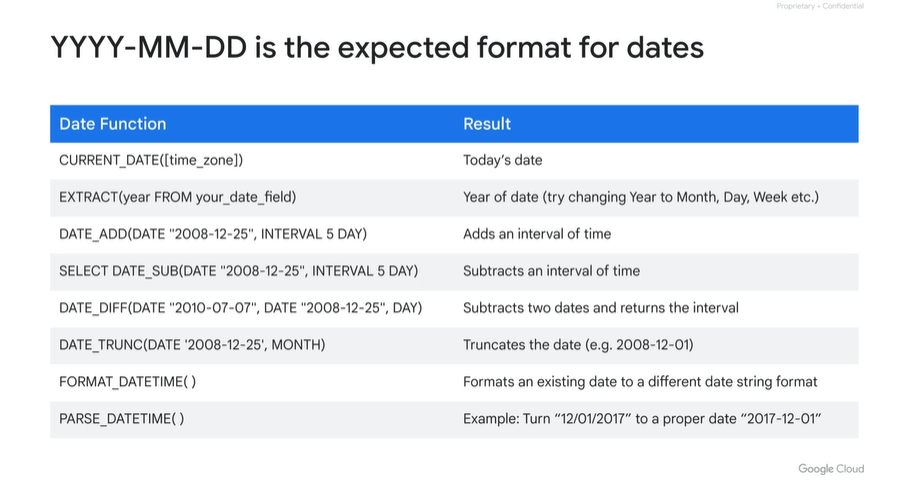 Proprietary + Confidential
YYYY-MM-DD is the expected format for dates
Date Function Result
CURRENT_DATE([time_zone]) Today’s date
EXTRACT(year FROM your_date_field) Year of date (try changing Year to Month, Day, Week etc.)
DATE_ADD(DATE "2008-12-25", INTERVAL 5 DAY) Adds an interval of time
SELECT DATE_SUB(DATE "2008-12-25", INTERVAL 5 DAY) Subtracts an interval of time
DATE_DIFF(DATE "2010-07-07", DATE "2008-12-25", DAY) Subtracts two dates and returns the interval
DATE_TRUNC(DATE '2008-12-25', MONTH) Truncates the date (e.g. 2008-12-01)
FORMAT_DATETIME( ) Formats an existing date to a different date string format
PARSE_DATETIME( ) Example: Turn “12/01/2017” to a proper date “2017-12-01”
Google Cloud